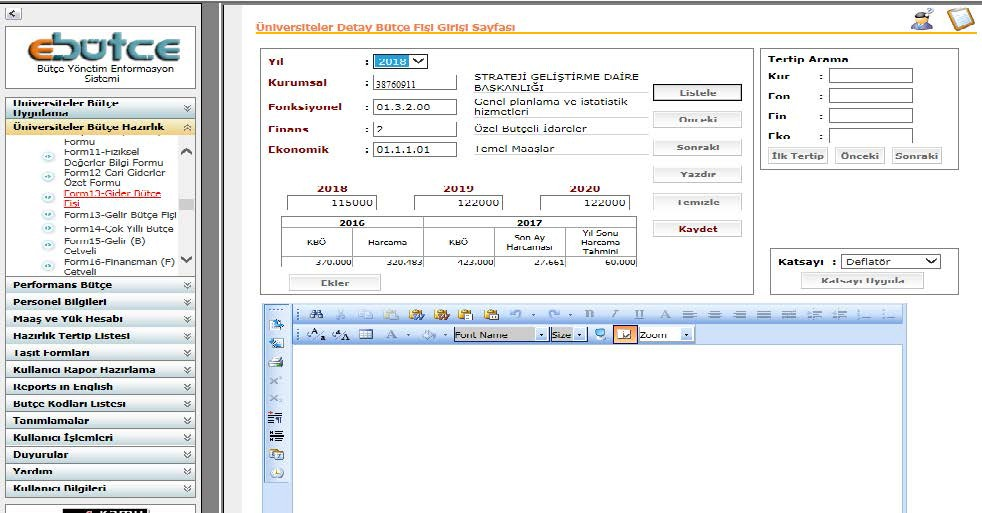 ebütçe
Bütçe Yönetim Enformasyon
Sistemi
Üniversiteler Bütçe
Uygulama
Üniversiteler Bütçe Hazırlık
Formu
Form11-Fiziksel
Değerler Bilgi Formu
Form12 Cari Giderler
Özet Formu
Form13-Gider Bütçe
Fişi
Form13-Gelir Bütçe Fişi
Form14-Çok Yıllı Bütçe
Form15-Gelir (B)
Cetveli
Form16-Finansman (F)
Cetveli
Performans Bütçe
Personel Bilgileri
Maaş ve Yük Hesabı
Hazırlık Tertip Listesi
Taşıt Formları
Kullanıcı Rapor Hazırlama
Reports in English
Bütçe Kodları Listesi
Tanımlamalar
Kullanıcı İşlemleri
Duyurular
Yardım
Kullanıcı Bilgileri
Üniversiteler Detay Bütçe Fişi Girişi Sayfası
Yıl : 2018
Kurumsal : 38760911 STRATEJİ GELİŞTİRME DAİRE
BAŞKANLIĞI
Fonksiyonel : 01.3.2.00 Genel planlama ve istatistik
hizmetleri
Finans : 2 Özel Bütçeli İdareler
Ekonomik : 01.1.1.01 Temel Maaşlar
Listele
Önceki
Sonraki
Yazdır
Temizle
Kaydet
2018 2019 2020
115000 122000 122000
2016 2017
KBÖ Harcama KBÖ Son Ay
Harcaması Yıl Sonu
Harcama
Tahmini
370.000 320.483 423.000 27.661 60.000
Ekler
Tertip Arama
Kur :
Fon :
Fin :
Eko :
İlk Tertip Önceki Sonraki
Katsayı : Deflatör
Katsayı Uygula
Font Name Size Zoom